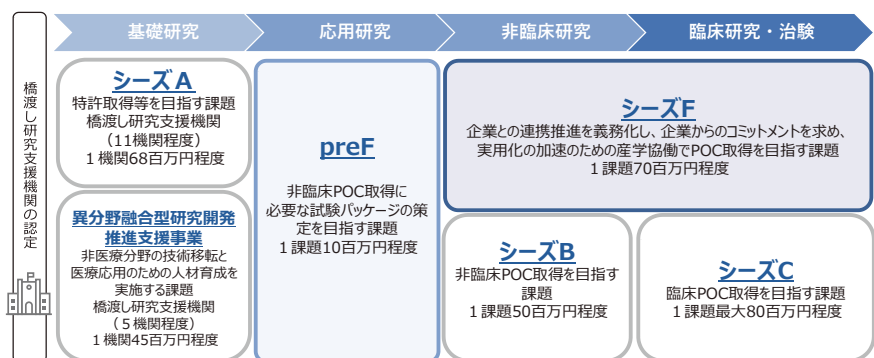 基礎研究
応用研究
非臨床研究
臨床研究・治験
橋渡し研究支援機関の認定
シーズA
特許取得等を目指す課題
橋渡し研究支援機関
（11機関程度）
１機関68百万円程度
異分野融合型研究開発
推進支援事業
非医療分野の技術移転と
医療応用のための人材育成を
実施する課題
橋渡し研究支援機関
（５機関程度）
１機関45百万円程度
preF
非臨床POC取得に
必要な試験パッケージの策
定を目指す課題
１課題10百万円程度
シーズF
企業との連携推進を義務化し、企業からのコミットメントを求め、
実用化の加速のための産学協働でPOC取得を目指す課題
１課題70百万円程度
シーズB
非臨床POC取得を目指す
課題
１課題50百万円程度
シーズC
臨床POC取得を目指す課題
１課題最大80百万円程度